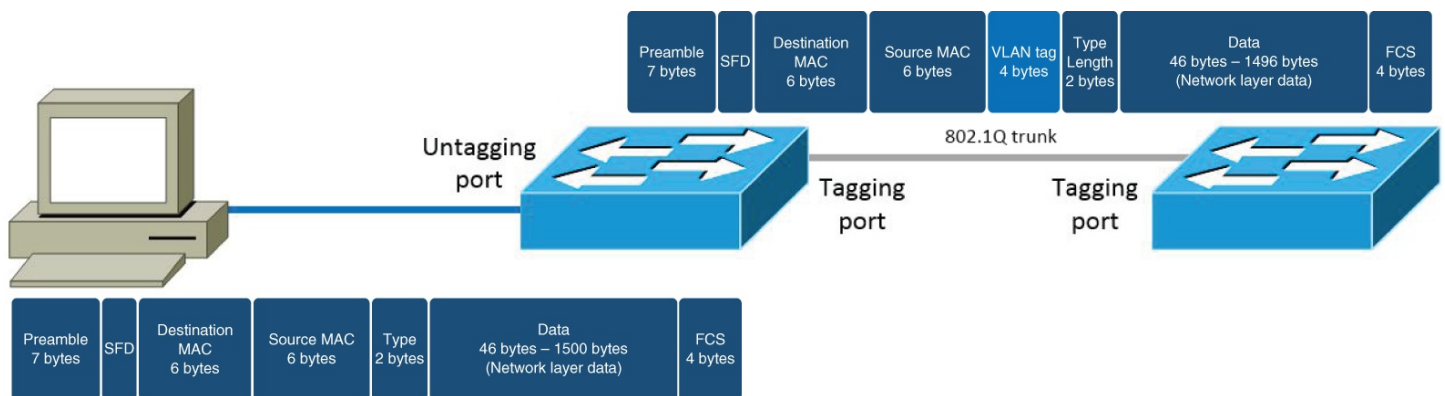 Preamble
7 bytes
SFD
Destination
MAC
6 bytes
Source MAC
6 bytes
VLAN tag
4 bytes
Type
Length
2 bytes
Data
46 bytes – 1496 bytes
(Network layer data)
FCS
4 bytes
802.1Q trunk
Untagging
port
Tagging
port
Tagging
port
Preamble
7 bytes
SFD
Destination
MAC
6 bytes
Source MAC
6 bytes
Type
2 bytes
Data
46 bytes – 1500 bytes
(Network layer data)
FCS
4 bytes